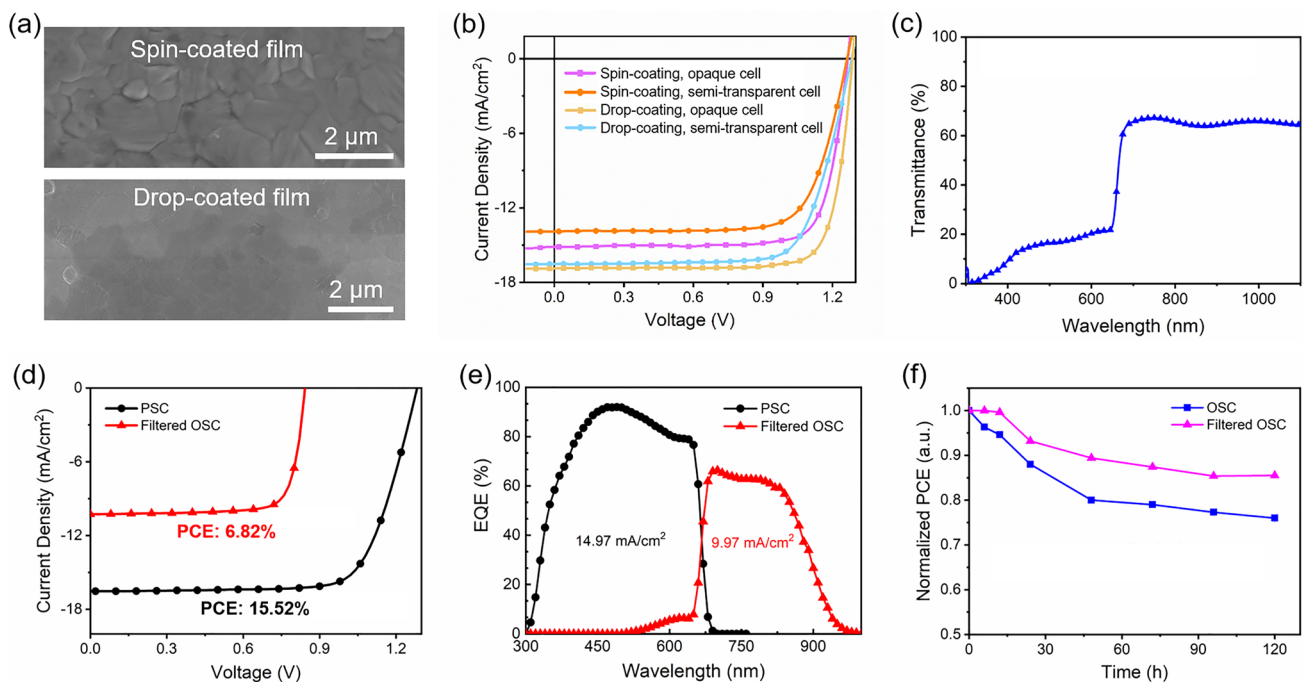 (a)
Spin-coated film
2 μm
Drop-coated film
2 μm
(b)
Current Density (mA/cm²)
0
-6
-12
-18
Spin-coating, opaque cell
Spin-coating, semi-transparent cell
Drop-coating, opaque cell
Drop-coating, semi-transparent cell
0.0 0.3 0.6 0.9 1.2
Voltage (V)
(c)
Transmittance (%)
100
80
60
40
20
0
400 600 800 1000
Wavelength (nm)
(d)
Current Density (mA/cm²)
0
-6
-12
-18
PSC
Filtered OSC
PCE: 6.82%
PCE: 15.52%
0.0 0.3 0.6 0.9 1.2
Voltage (V)
(e)
EQE (%)
100
80
60
40
20
0
PSC
Filtered OSC
14.97 mA/cm²
9.97 mA/cm²
300 450 600 750 900
Wavelength (nm)
(f)
Normalized PCE (a.u.)
1.0
0.9
0.8
0.7
0.6
0.5
OSC
Filtered OSC
0 30 60 90 120
Time (h)